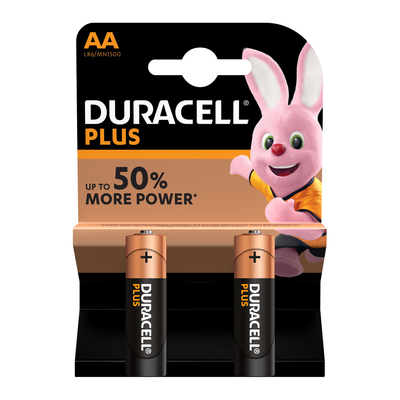 AA
LR6/MN1500
DURACELL®
PLUS
UP TO 50%
MORE POWER*
+
DURACELL®
PLUS
+
DURACELL®
PLUS